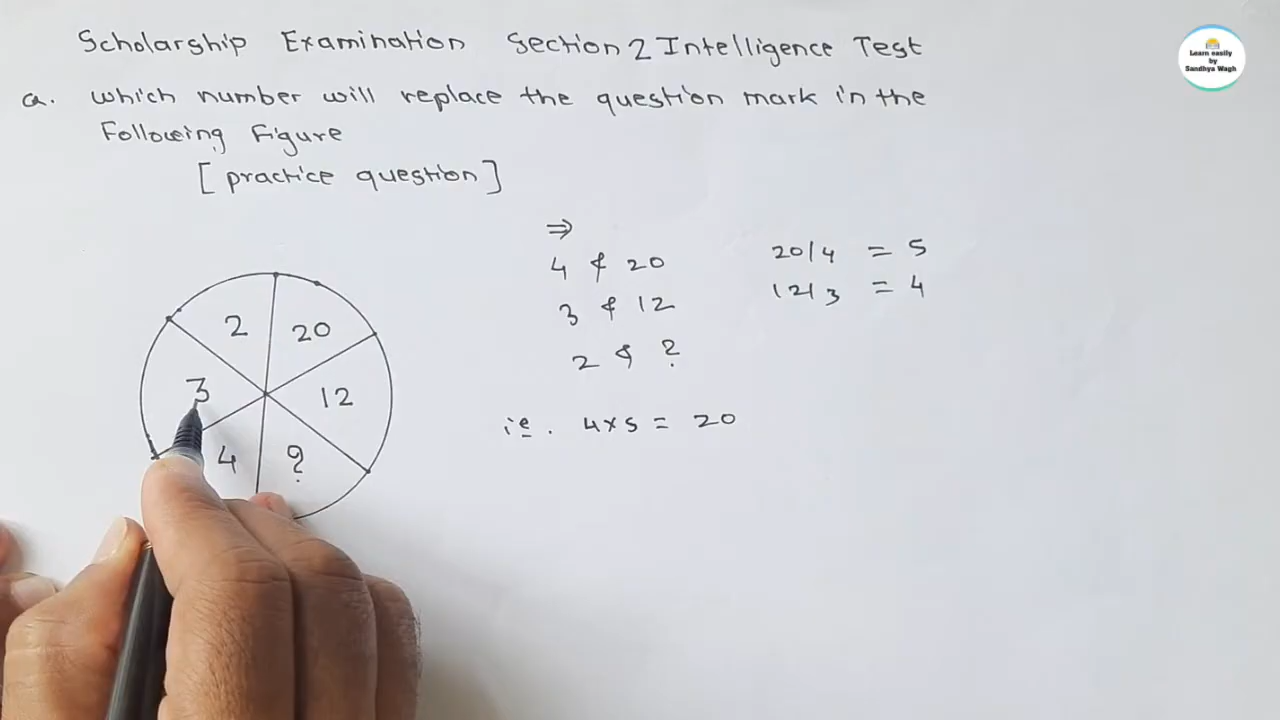 Scholarship Examination Section 2 Intelligence Test
Q. Which number will replace the question mark in the
Following Figure
[practice question]
⇒
4 & 20
3 & 12
2 & ?
20/4 = 5
12/3 = 4
i.e. 4×5 = 20
2 20
3 12
4 ?
Learn easily
by
Sandhya Wagh